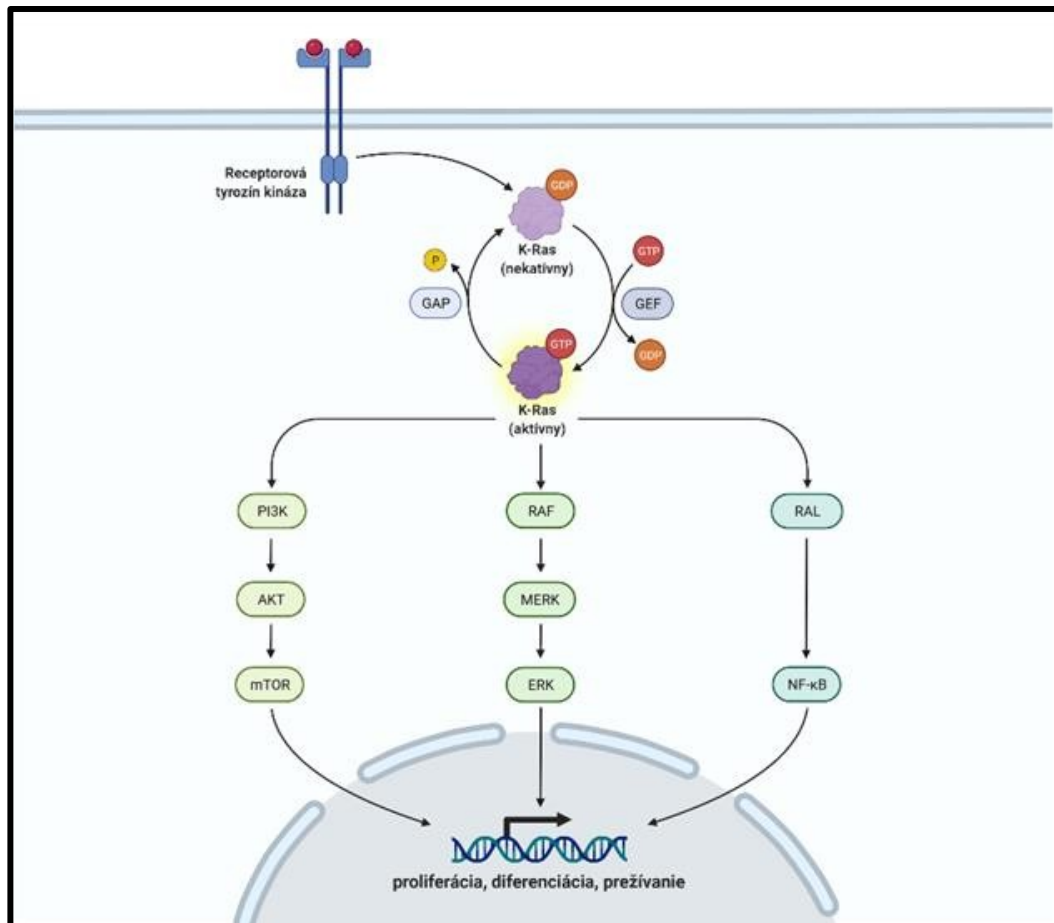 Receptorová
tyrozín kináza
GDP
K-Ras
(nekatívny)
P
GTP
GAP
GEF
GTP
GDP
K-Ras
(aktívny)
PI3K
RAF
RAL
AKT
MERK
mTOR
ERK
NF-κB
proliferácia, diferenciácia, prežívanie